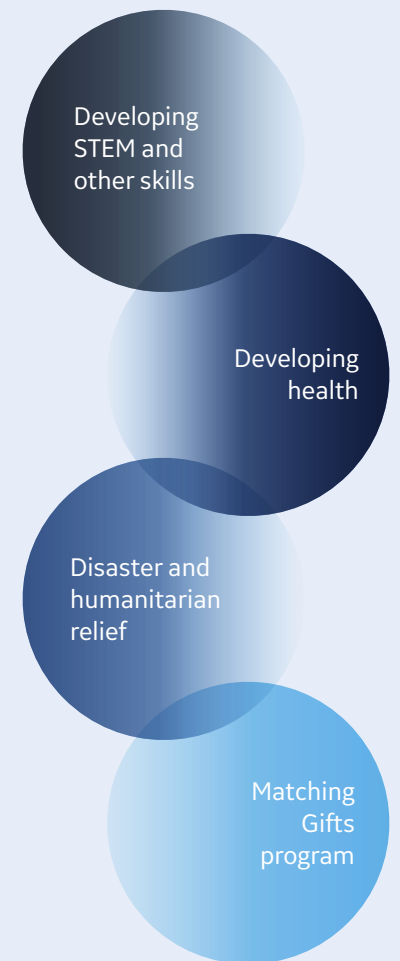 Developing
STEM and
other skills
Developing
health
Disaster and
humanitarian
relief
Matching
Gifts
program